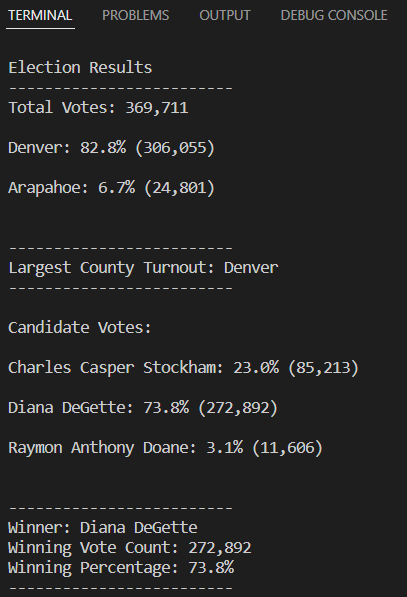 TERMINAL PROBLEMS OUTPUT DEBUG CONSOLE
Election Results
-------------------------
Total Votes: 369,711
Denver: 82.8% (306,055)
Arapahoe: 6.7% (24,801)
-------------------------
Largest County Turnout: Denver
-------------------------
Candidate Votes:
Charles Casper Stockham: 23.0% (85,213)
Diana DeGette: 73.8% (272,892)
Raymon Anthony Doane: 3.1% (11,606)
-------------------------
Winner: Diana DeGette
Winning Vote Count: 272,892
Winning Percentage: 73.8%
-------------------------